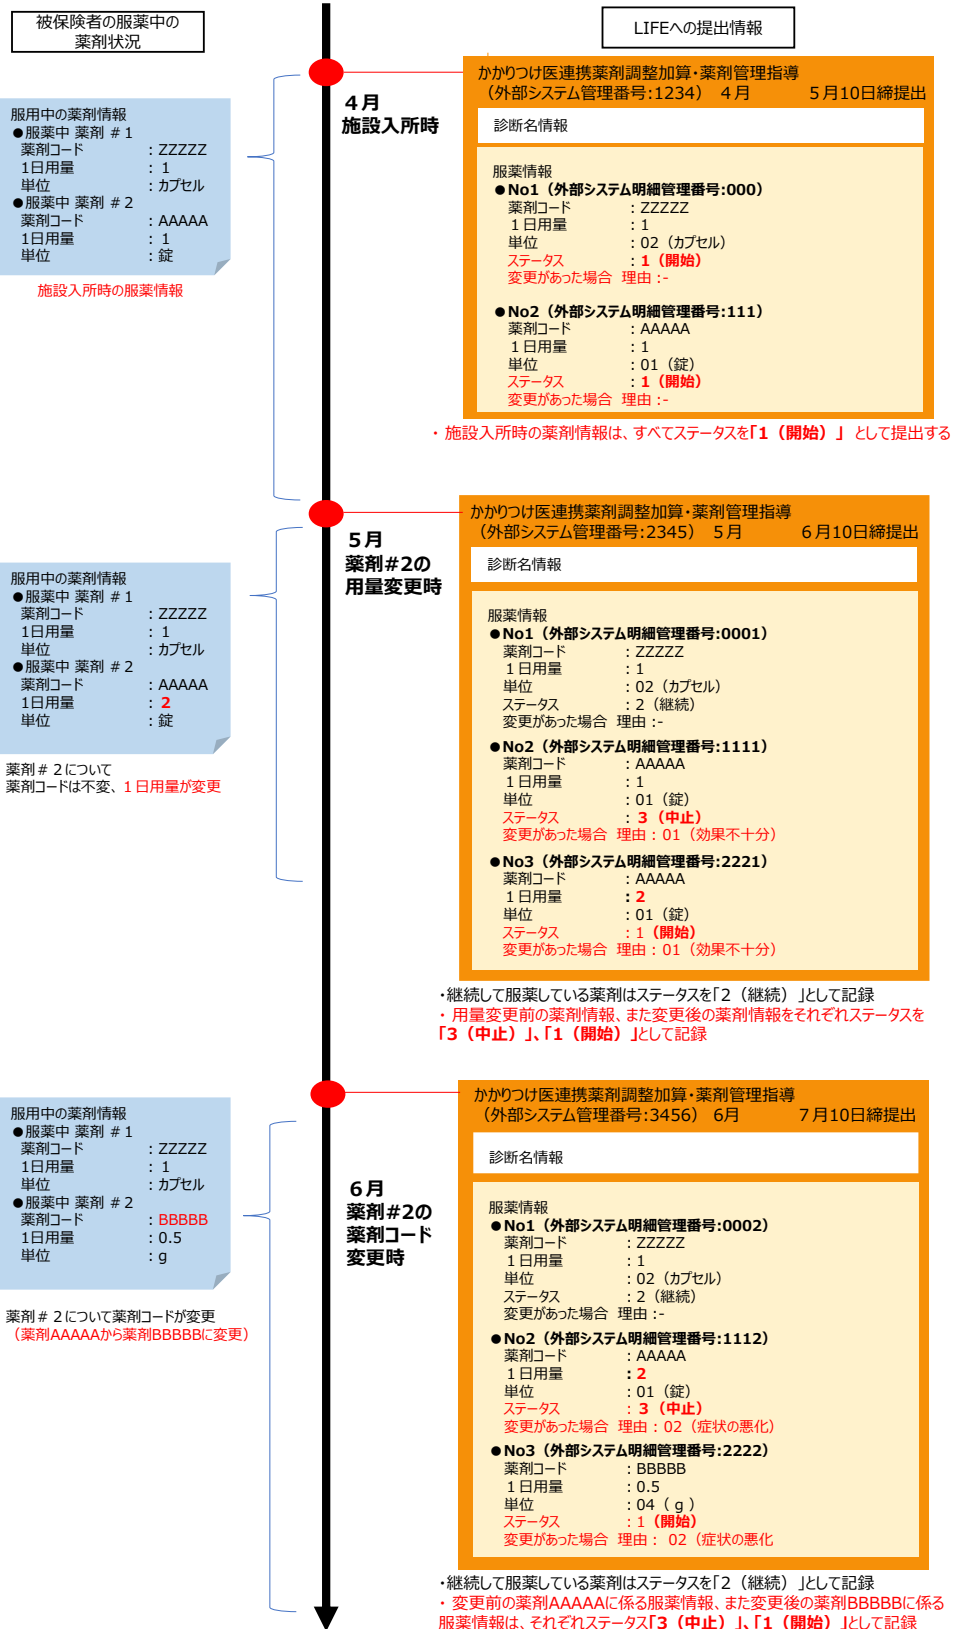 被保険者の服薬中の
薬剤状況
LIFEへの提出情報
4月
施設入所時
服用中の薬剤情報
●服薬中 薬剤 #1
薬剤コード : ZZZZZ
1日用量 : 1
単位 : カプセル
●服薬中 薬剤 #2
薬剤コード : AAAAA
1日用量 : 1
単位 : 錠
施設入所時の服薬情報
かかりつけ医連携薬剤調整加算・薬剤管理指導
（外部システム管理番号:1234） 4月 5月10日締提出
診断名情報
服薬情報
●No1（外部システム明細管理番号:000）
薬剤コード : ZZZZZ
1日用量 : 1
単位 : 02（カプセル）
ステータス : 1（開始）
変更があった場合 理由 :-
●No2（外部システム明細管理番号:111）
薬剤コード : AAAAA
1日用量 : 1
単位 : 01（錠）
ステータス : 1（開始）
変更があった場合 理由 :-
・施設入所時の薬剤情報は、すべてステータスを「1（開始）」として提出する
5月
薬剤#2の
用量変更時
服用中の薬剤情報
●服薬中 薬剤 #1
薬剤コード : ZZZZZ
1日用量 : 1
単位 : カプセル
●服薬中 薬剤 #2
薬剤コード : AAAAA
1日用量 : 2
単位 : 錠
薬剤#2について
薬剤コードは不変、1日用量が変更
かかりつけ医連携薬剤調整加算・薬剤管理指導
（外部システム管理番号:2345） 5月 6月10日締提出
診断名情報
服薬情報
●No1（外部システム明細管理番号:0001）
薬剤コード : ZZZZZ
1日用量 : 1
単位 : 02（カプセル）
ステータス : 2（継続）
変更があった場合 理由 :-
●No2（外部システム明細管理番号:1111）
薬剤コード : AAAAA
1日用量 : 1
単位 : 01（錠）
ステータス : 3（中止）
変更があった場合 理由 : 01（効果不十分）
●No3（外部システム明細管理番号:2221）
薬剤コード : AAAAA
1日用量 : 2
単位 : 01（錠）
ステータス : 1（開始）
変更があった場合 理由 : 01（効果不十分）
・継続して服薬している薬剤はステータスを「2（継続）」として記録
・用量変更前の薬剤情報、また変更後の薬剤情報をそれぞれステータスを
「3（中止）」、「1（開始）」として記録
6月
薬剤#2の
薬剤コード
変更時
服用中の薬剤情報
●服薬中 薬剤 #1
薬剤コード : ZZZZZ
1日用量 : 1
単位 : カプセル
●服薬中 薬剤 #2
薬剤コード : BBBBB
1日用量 : 0.5
単位 : g
薬剤#2について薬剤コードが変更
（薬剤AAAAAから薬剤BBBBBに変更）
かかりつけ医連携薬剤調整加算・薬剤管理指導
（外部システム管理番号:3456） 6月 7月10日締提出
診断名情報
服薬情報
●No1（外部システム明細管理番号:0002）
薬剤コード : ZZZZZ
1日用量 : 1
単位 : 02（カプセル）
ステータス : 2（継続）
変更があった場合 理由 :-
●No2（外部システム明細管理番号:1112）
薬剤コード : AAAAA
1日用量 : 2
単位 : 01（錠）
ステータス : 3（中止）
変更があった場合 理由 : 02（症状の悪化）
●No3（外部システム明細管理番号:2222）
薬剤コード : BBBBB
1日用量 : 0.5
単位 : 04（g）
ステータス : 1（開始）
変更があった場合 理由 : 02（症状の悪化
・継続して服薬している薬剤はステータスを「2（継続）」として記録
・変更前の薬剤AAAAAに係る服薬情報、また変更後の薬剤BBBBBに係る
服薬情報は、それぞれステータス「3（中止）」、「1（開始）」として記録